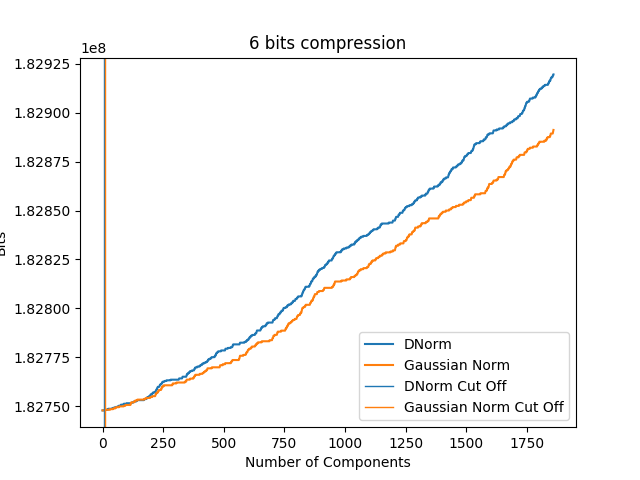 6 bits compression
1e8
1.82925
1.82900
1.82875
1.82850
1.82825
1.82800
1.82775
1.82750
Bits
0 250 500 750 1000 1250 1500 1750
Number of Components
DNorm
Gaussian Norm
DNorm Cut Off
Gaussian Norm Cut Off